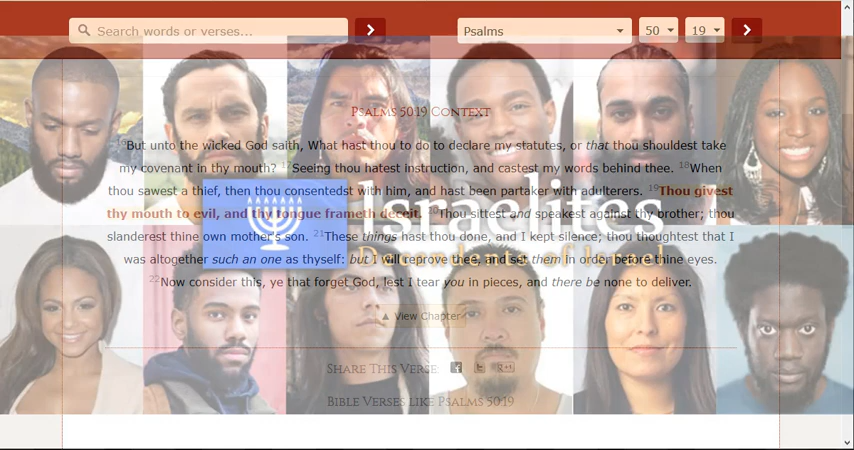 Search words or verses...
Psalms 50 19
Psalms 50:19 Context
16But unto the wicked God saith, What hast thou to do to declare my statutes, or that thou shouldest take
my covenant in thy mouth? 17Seeing thou hatest instruction, and castest my words behind thee. 18When
thou sawest a thief, then thou consentedst with him, and hast been partaker with adulterers. 19Thou givest
thy mouth to evil, and thy tongue frameth deceit. 20Thou sittest and speakest against thy brother; thou
Israelites
slanderest thine own mother's son. 21These things hast thou done, and I kept silence; thou thoughtest that I
was altogether such an one as thyself: but I will reprove thee, and set them in order before thine eyes.
22Now consider this, ye that forget God, lest I tear you in pieces, and there be none to deliver.
▲ View Chapter
Share This Verse:
Bible Verses like Psalms 50:19